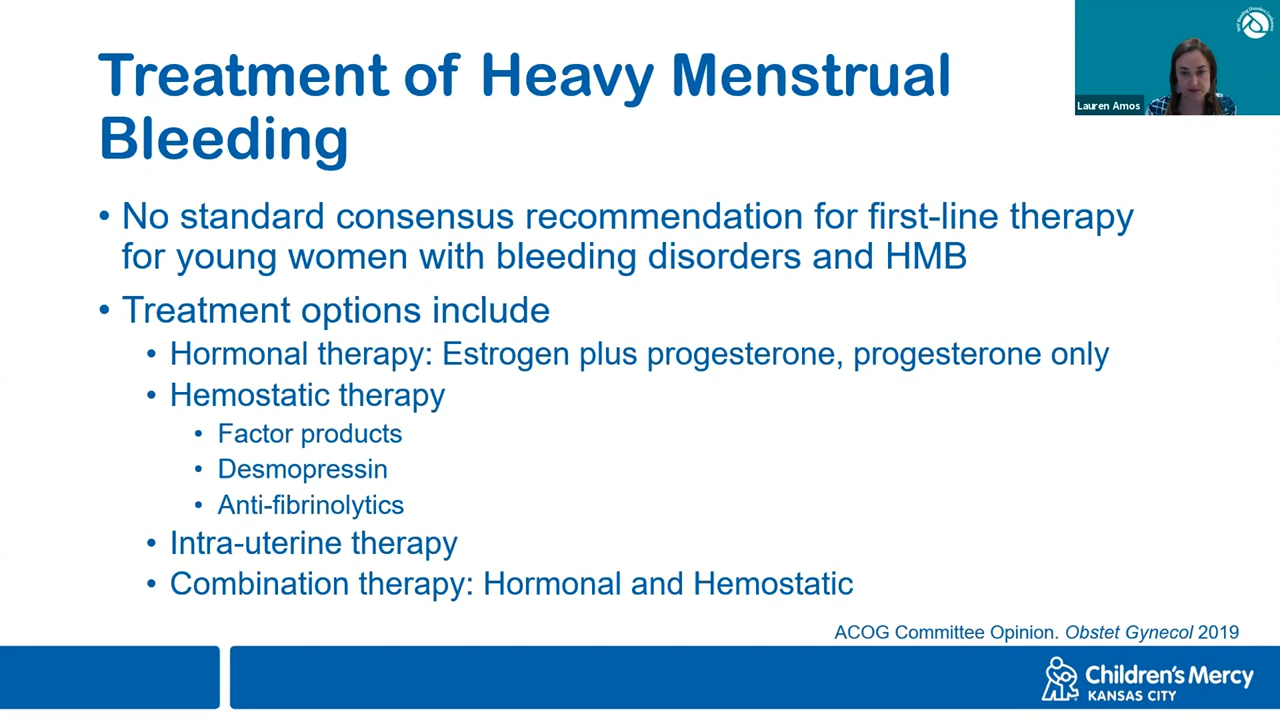 Treatment of Heavy Menstrual
Bleeding
• No standard consensus recommendation for first-line therapy
for young women with bleeding disorders and HMB
• Treatment options include
• Hormonal therapy: Estrogen plus progesterone, progesterone only
• Hemostatic therapy
• Factor products
• Desmopressin
• Anti-fibrinolytics
• Intra-uterine therapy
• Combination therapy: Hormonal and Hemostatic
ACOG Committee Opinion. Obstet Gynecol 2019
Children's Mercy
KANSAS CITY
Lauren Amos